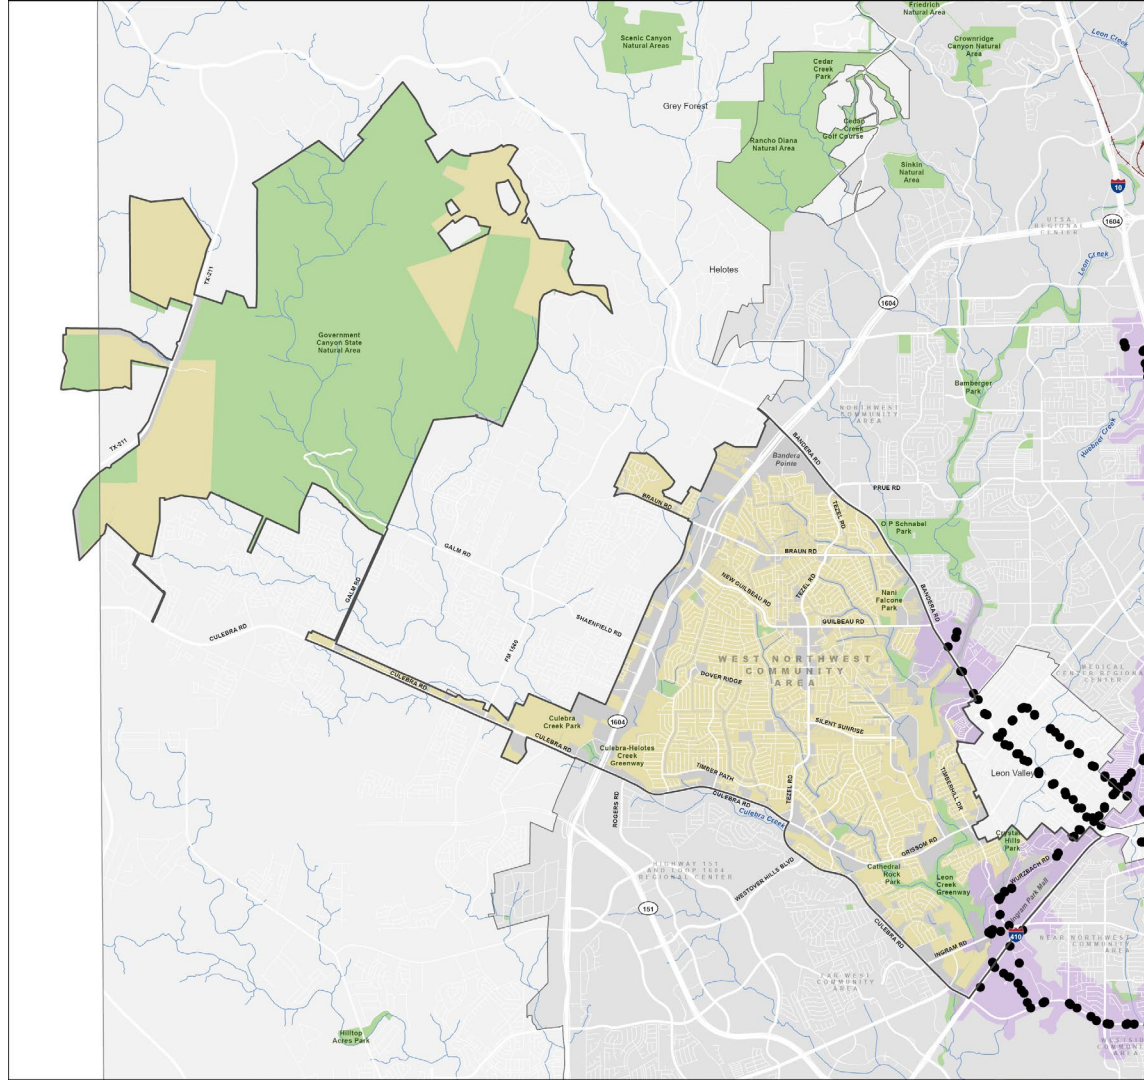 Friedrich
Natural Area
Leon Creek
Scenic Canyon
Natural Areas
Crownridge
Canyon Natural
Area
Cedar
Creek
Park
Grey Forest
Cedar
Creek
Golf Course
Rancho Diana
Natural Area
Sinkin
Natural
Area
10
1604
UTSA
REGIONAL
CENTER
Leon Creek
Helotes
TX-211
1604
Government
Canyon State
Natural Area
Bamberger
Park
NORTHWEST
COMMUNITY
AREA
Huebner Creek
TX-211
BANDERA RD
Bandera
Pointe
PRUE RD
BRAUN RD
TEZEL RD
O P Schnabel
Park
GALM RD
BRAUN RD
NEW GUILBEAU RD
TEZEL RD
GALM RD
Nani
Falcone
Park
BANDERA RD
SHAENFIELD RD
GUILBEAU RD
CULEBRA RD
FM 1560
WEST NORTHWEST
COMMUNITY
AREA
MEDICAL
CENTER REGIONAL
CENTER
DOVER RIDGE
CULEBRA RD
Culebra
Creek Park
1604
SILENT SUNRISE
CULEBRA RD
Culebra-Helotes
Creek
Greenway
TIMBER PATH
TIMBERHILL DR
Leon Valley
TEZEL RD
CULEBRA RD
Culebra Creek
ROGERS RD
Crystal
Hills
Park
GRISSOM RD
HIGHWAY 151
AND LOOP 1604
REGIONAL CENTER
Cathedral
Rock
Park
WURZBACH RD
WESTOVER HILLS BLVD
Leon
Creek
Greenway
Ingram Park Mall
151
CULEBRA RD
410
NEAR NORTHWEST
COMMUNITY
AREA
INGRAM RD
FAR WEST
COMMUNITY
AREA
Hilltop
Acres Park